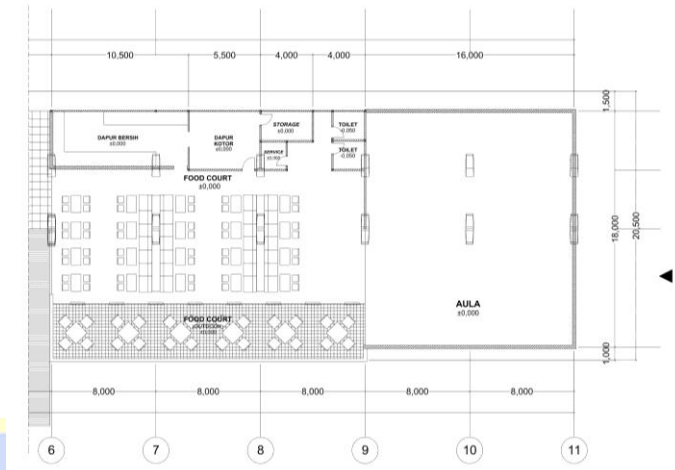 10,500 5,500 4,000 4,000 16,000
1,500
STORAGE
±0,000
TOILET
-0,050
DAPUR BERSIH
±0,000
DAPUR
KOTOR
±0,000
SERVICE
TOILET
-0,050
FOOD COURT
±0,000
18,000
20,500
AULA
±0,000
FOOD COURT
OUTDOOR
±0,000
1,000
8,000 8,000 8,000 8,000 8,000
6 7 8 9 10 11